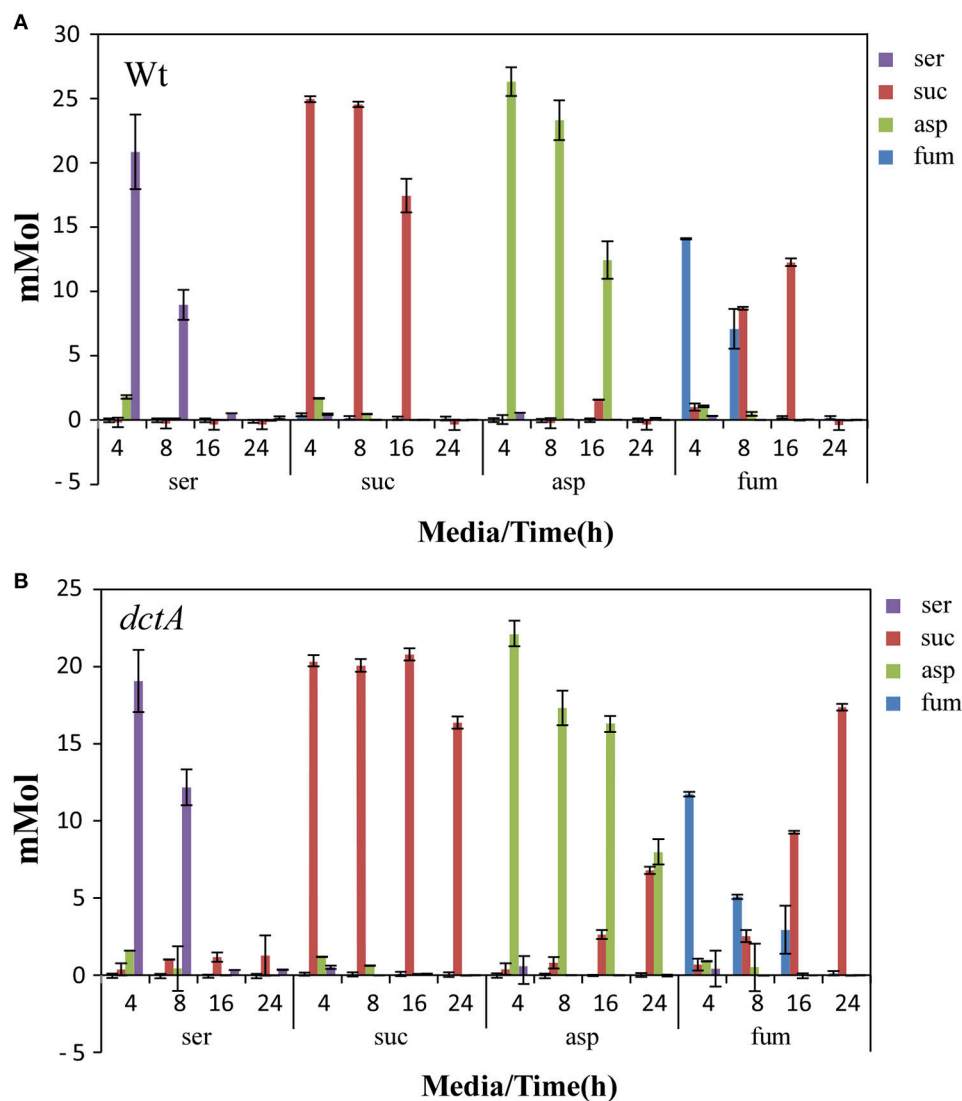 A
30
25
20
15
10
5
0
- 5
mMol
Wt
ser
suc
asp
fum
4 8 16 24 4 8 16 24 4 8 16 24 4 8 16 24
ser suc asp fum
Media/Time(h)
B
25
20
15
10
5
0
- 5
mMol
dctA
ser
suc
asp
fum
4 8 16 24 4 8 16 24 4 8 16 24 4 8 16 24
ser suc asp fum
Media/Time(h)